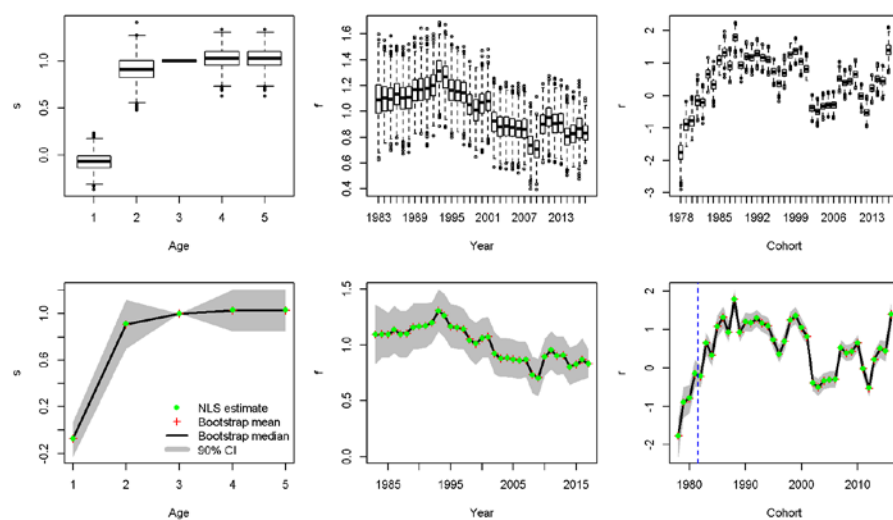 s
0.0
0.5
1.0
1 2 3 4 5
Age
f
0.4
0.6
0.8
1.0
1.2
1.4
1.6
1983 1989 1995 2001 2007 2013
Year
r
-3
-2
-1
0
1
2
1978 1985 1992 1999 2006 2013
Cohort
s
-0.2
0.2
0.6
1.0
NLS estimate
Bootstrap mean
Bootstrap median
90% CI
1 2 3 4 5
Age
f
0.0
0.5
1.0
1.5
1985 1995 2005 2015
Year
r
-2
-1
0
1
2
1980 1990 2000 2010
Cohort